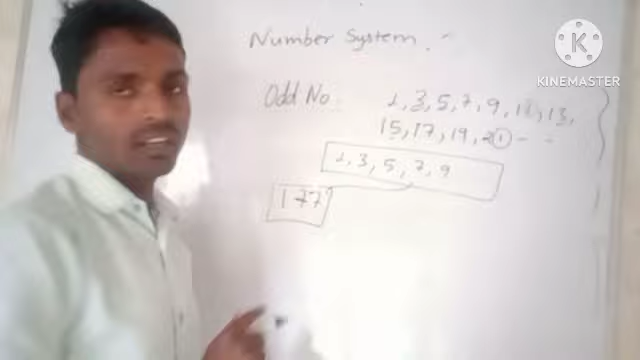 Number System :-
Odd No 1, 3, 5, 7, 9, 11, 13,
15, 17, 19, 21 - -
1, 3, 5, 7, 9
177
K
KINEMASTER